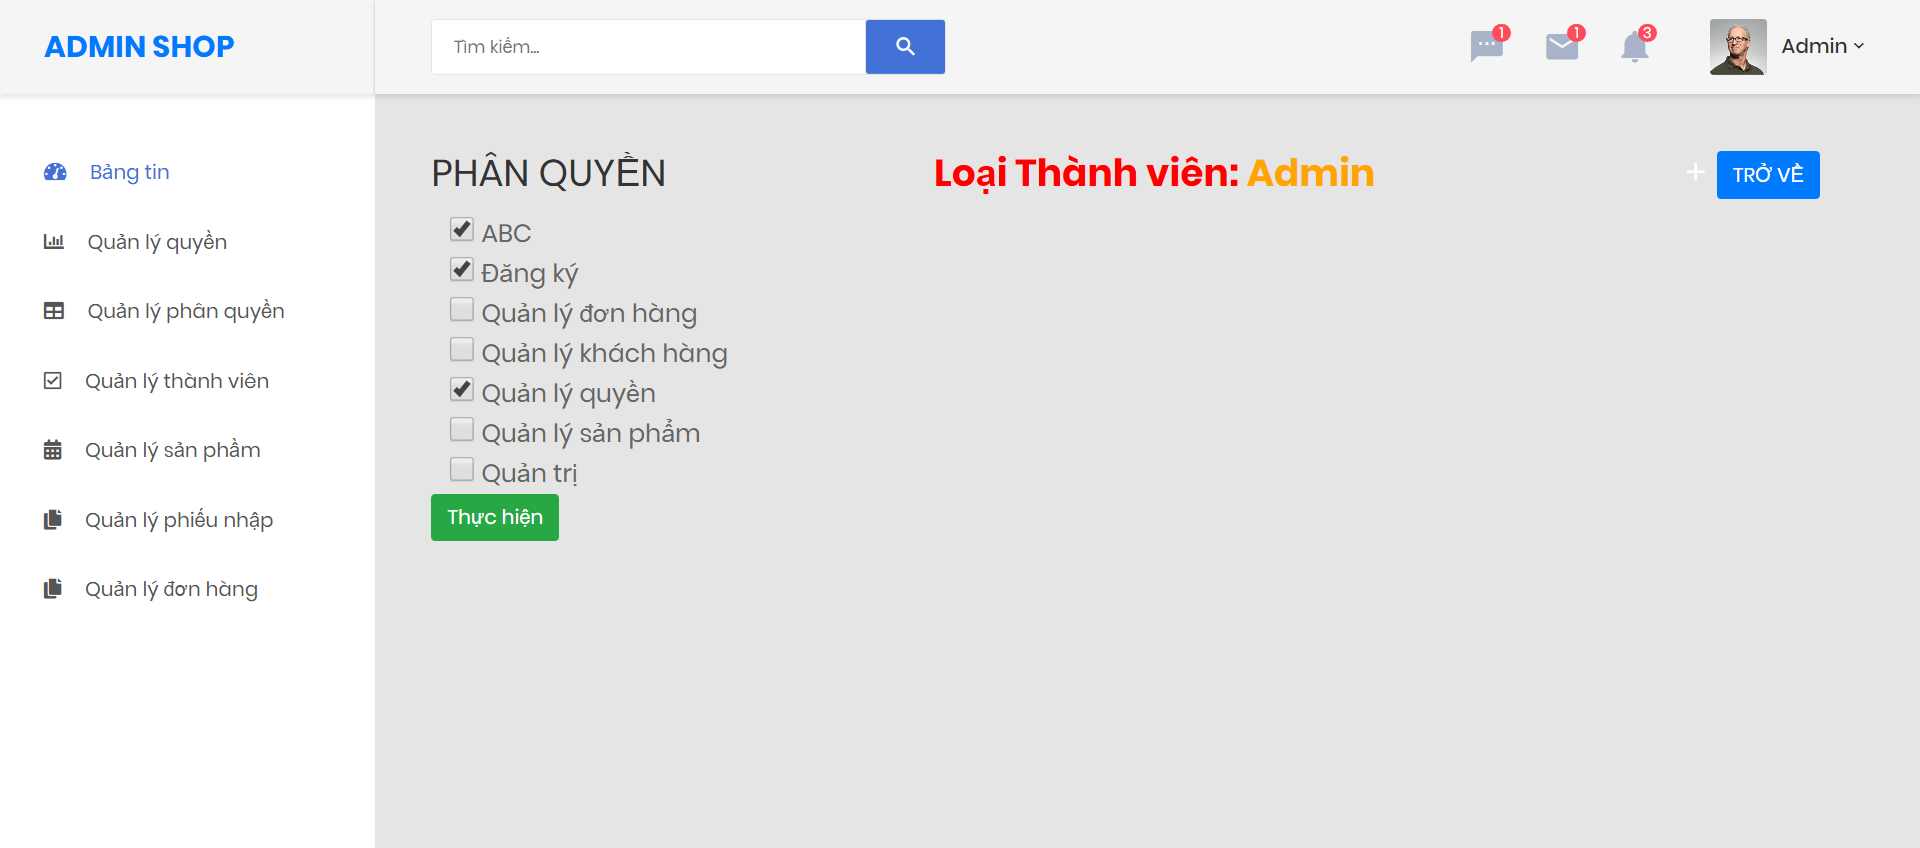 ADMIN SHOP
Tìm kiếm...
1
1
3
Admin
Bảng tin
Quản lý quyền
Quản lý phân quyền
Quản lý thành viên
Quản lý sản phẩm
Quản lý phiếu nhập
Quản lý đơn hàng
PHÂN QUYỀN
Loại Thành viên: Admin
TRỞ VỀ
ABC
Đăng ký
Quản lý đơn hàng
Quản lý khách hàng
Quản lý quyền
Quản lý sản phẩm
Quản trị
Thực hiện